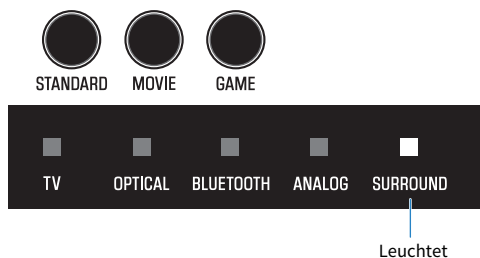 STANDARD MOVIE GAME
TV OPTICAL BLUETOOTH ANALOG SURROUND
Leuchtet